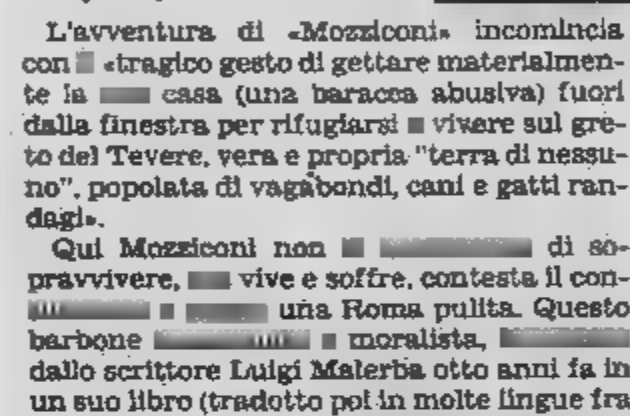 L'avventura di «Mozziconi» incomincia
con «tragico gesto di gettare materialmen-
te la casa (una baracca abusiva) fuori
dalla finestra per rifugiarsi vivere sul gre-
to del Tevere, vera e propria "terra di nessu-
no", popolata di vagabondi, cani e gatti ran-
dagi».
Qui Mozziconi non di so-
pravvivere, vive e soffre, contesta il con-
una Roma pulita. Questo
barbone moralista,
dallo scrittore Luigi Malerba otto anni fa in
un suo libro (tradotto poi in molte lingue fra